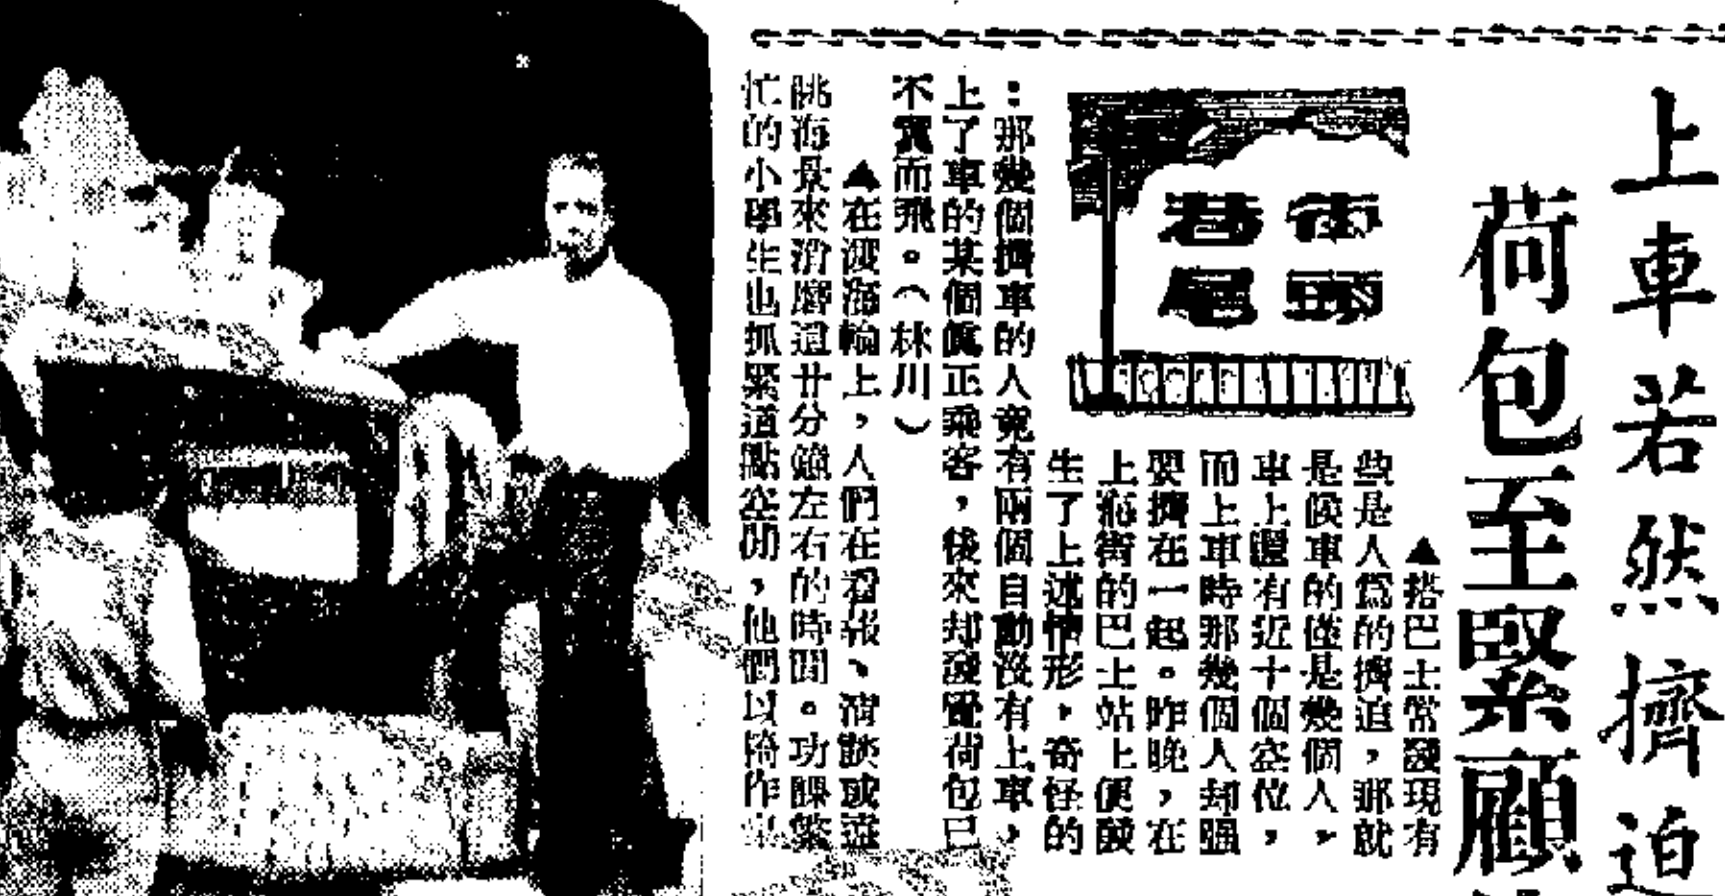 上車若然擠迫
荷包至緊顧
街頭
巷尾
▲搭巴士常發現有
些是人爲的擠迫，那就
是候車的僅是幾個人，
車上還有近十個空位，
而上車時那幾個人却强
要擠在一起。昨晚，在
上海街的巴士站上便發
生了上述情形，奇怪的
：那幾個擠車的人竟有兩個自動沒有上車，
上了車的某個眞正乘客，後來却發覺荷包已
不翼而飛。（林川）
▲在渡海輪上，人們在看報、清談或遠
眺海景來消磨這廿分鐘左右的時間。功課繁
忙的小學生也抓緊這點空閒，他們以椅作